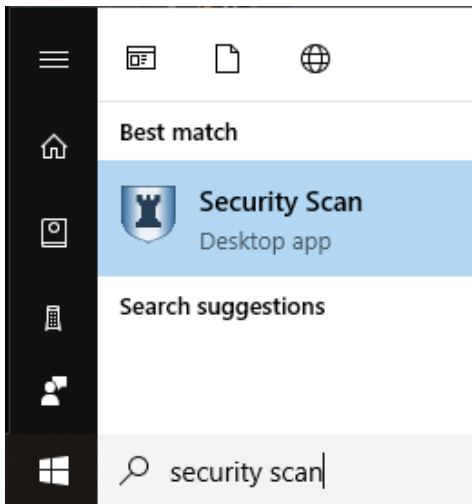 Best match
Security Scan
Desktop app
Search suggestions
security scan